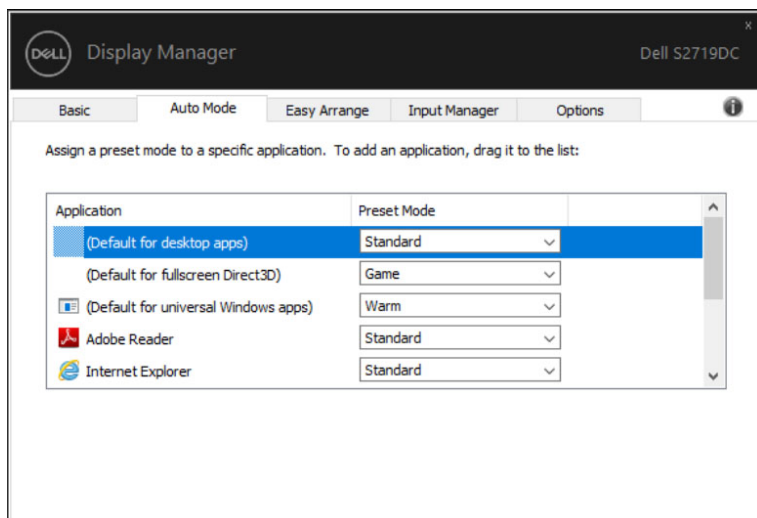 x
DELL Display Manager Dell S2719DC
Basic Auto Mode Easy Arrange Input Manager Options i
Assign a preset mode to a specific application. To add an application, drag it to the list:
Application Preset Mode
(Default for desktop apps) Standard
(Default for fullscreen Direct3D) Game
(Default for universal Windows apps) Warm
Adobe Reader Standard
Internet Explorer Standard